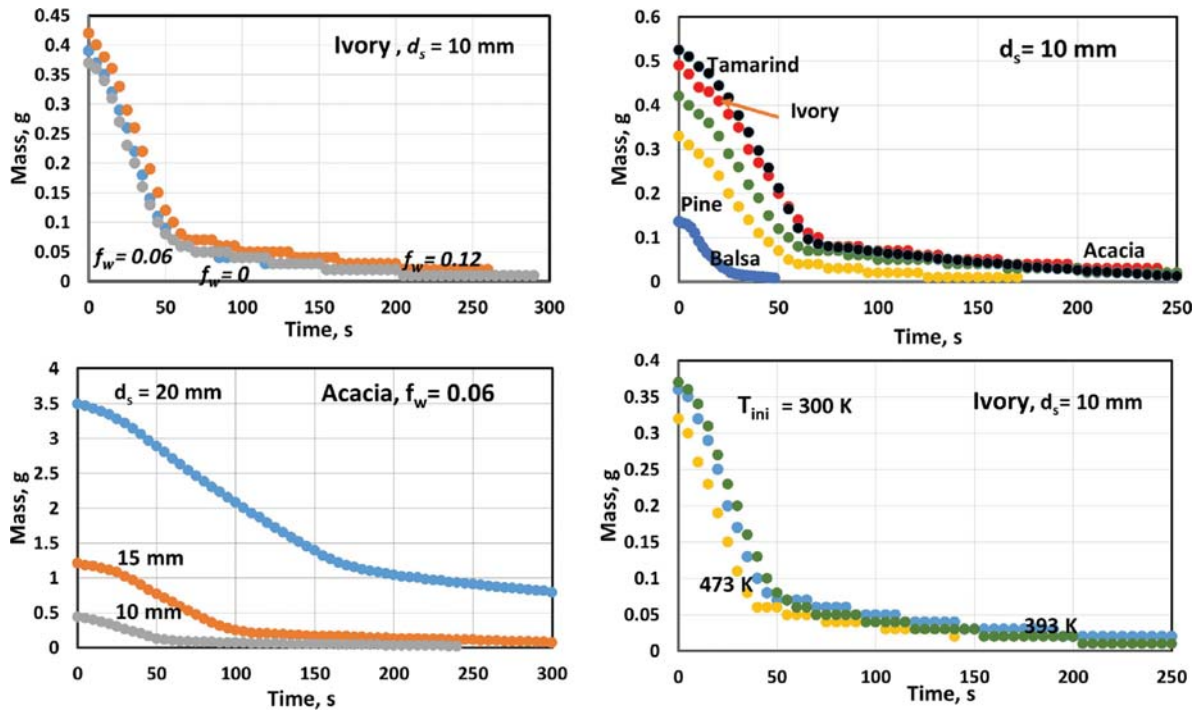 Ivory , ds = 10 mm
Mass, g
0.45
0.4
0.35
0.3
0.25
0.2
0.15
0.1
0.05
0
fw = 0.06
fw = 0
fw = 0.12
0 50 100 150 200 250 300
Time, s
ds= 10 mm
Mass, g
0.6
0.5
0.4
0.3
0.2
0.1
0
Tamarind
Ivory
Pine
Balsa
Acacia
0 50 100 150 200 250
Time, s
Acacia, fw= 0.06
Mass, g
4
3.5
3
2.5
2
1.5
1
0.5
0
ds = 20 mm
15 mm
10 mm
0 50 100 150 200 250 300
Time, s
Tini = 300 K
Ivory, ds= 10 mm
Mass, g
0.4
0.35
0.3
0.25
0.2
0.15
0.1
0.05
0
473 K
393 K
0 50 100 150 200 250
Time, s